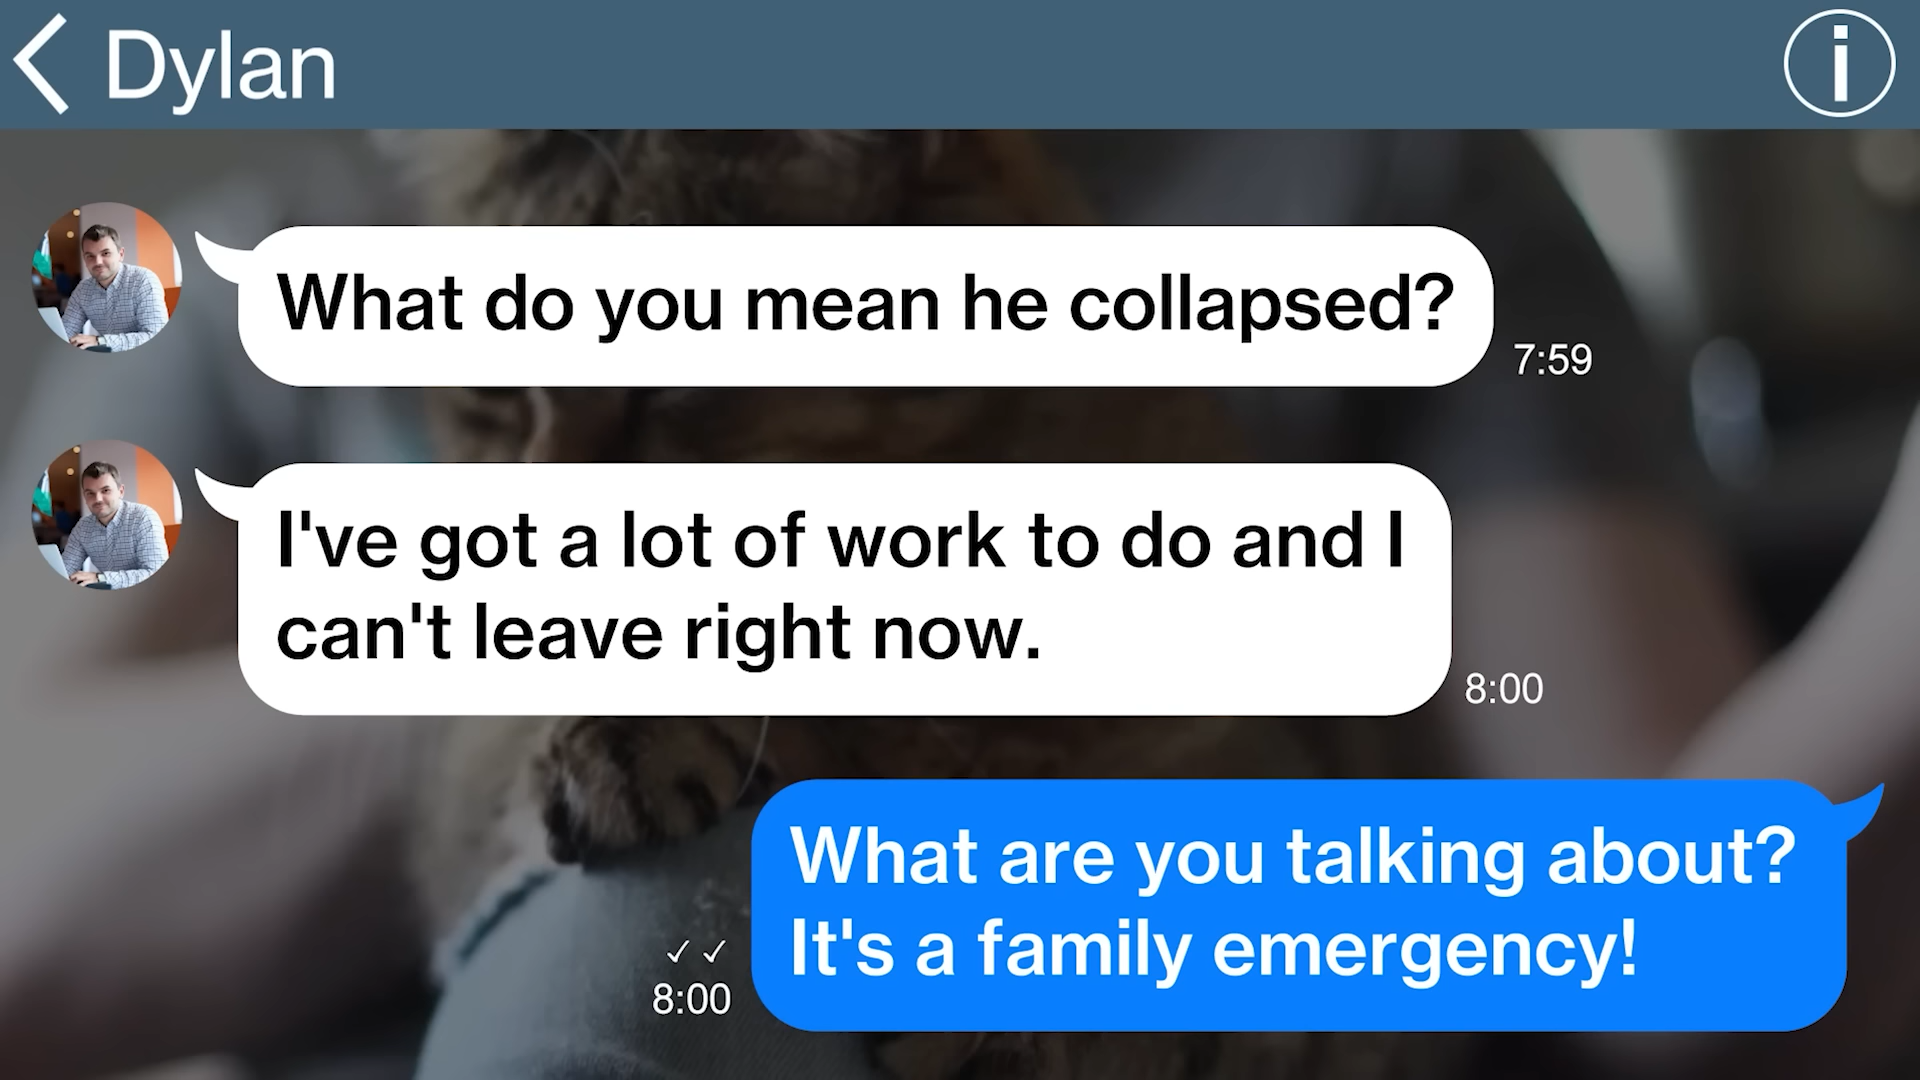 Dylan
What do you mean he collapsed?
7:59
I've got a lot of work to do and I
can't leave right now.
8:00
What are you talking about?
It's a family emergency!
✓✓
8:00